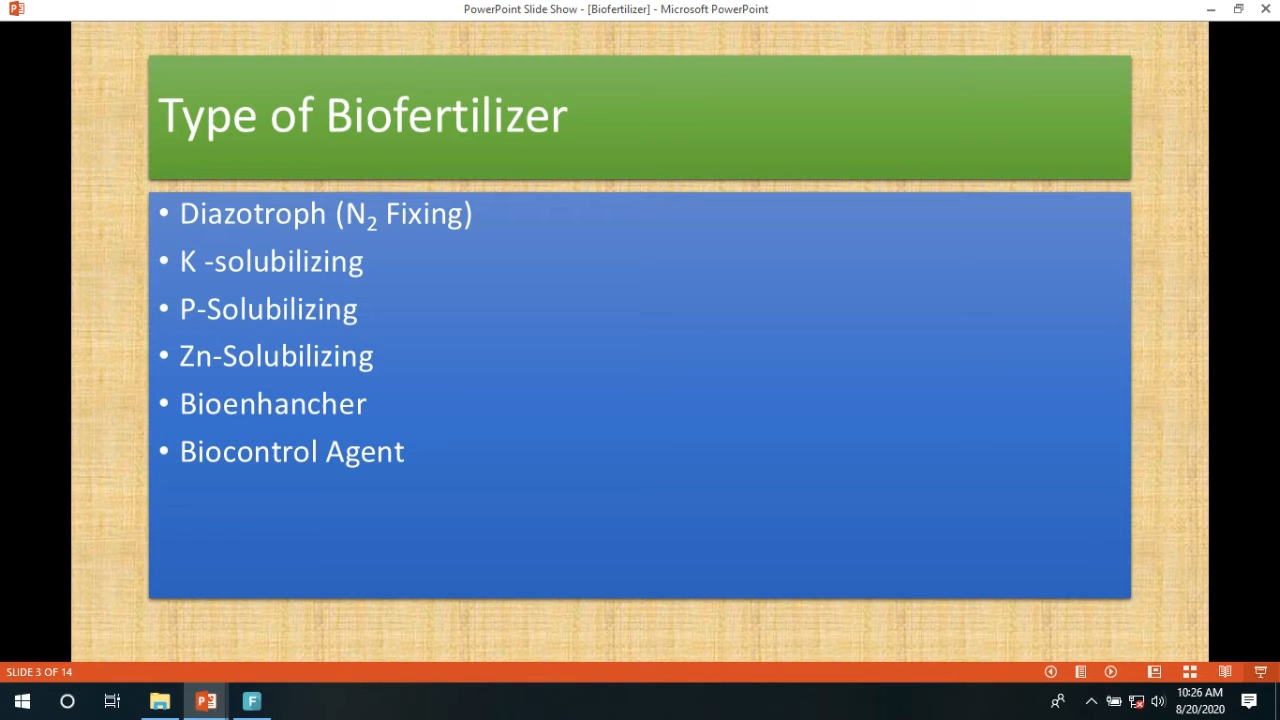 PowerPoint Slide Show - [Biofertilizer] - Microsoft PowerPoint
Type of Biofertilizer
• Diazotroph (N₂ Fixing)
• K -solubilizing
• P-Solubilizing
• Zn-Solubilizing
• Bioenhancher
• Biocontrol Agent
SLIDE 3 OF 14
10:26 AM
8/20/2020